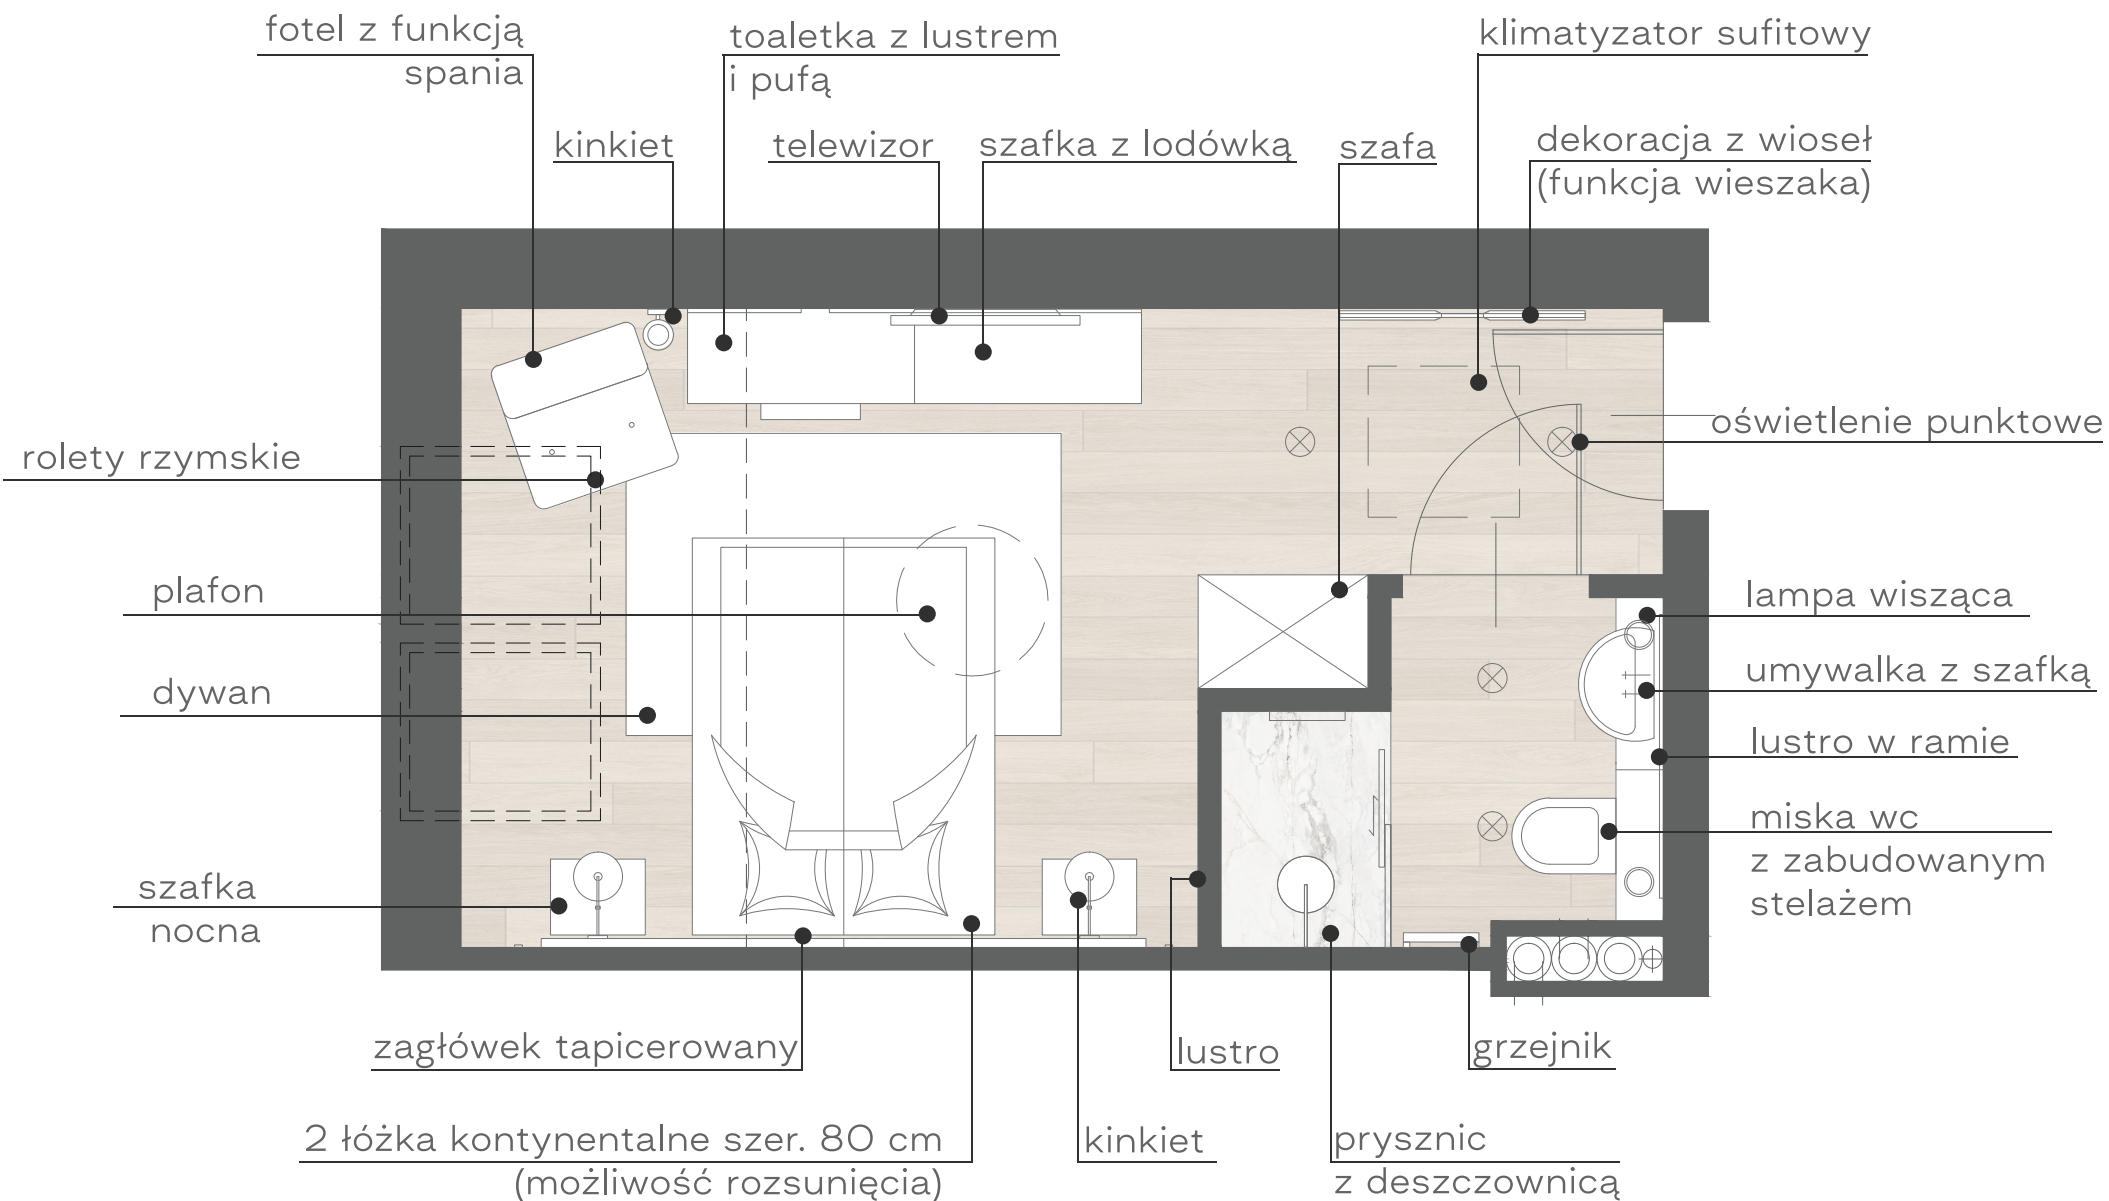 fotel z funkcją
spania
toaletka z lustrem
i pufą
klimatyzator sufitowy
kinkiet
telewizor
szafka z lodówką
szafa
dekoracja z wioseł
(funkcja wieszaka)
rolety rzymskie
oświetlenie punktowe
plafon
lampa wisząca
dywan
umywalka z szafką
lustro w ramie
miska wc
z zabudowanym
stelażem
szafka
nocna
zagłówek tapicerowany
lustro
grzejnik
2 łóżka kontynentalne szer. 80 cm
(możliwość rozsunięcia)
kinkiet
prysznic
z deszczownicą